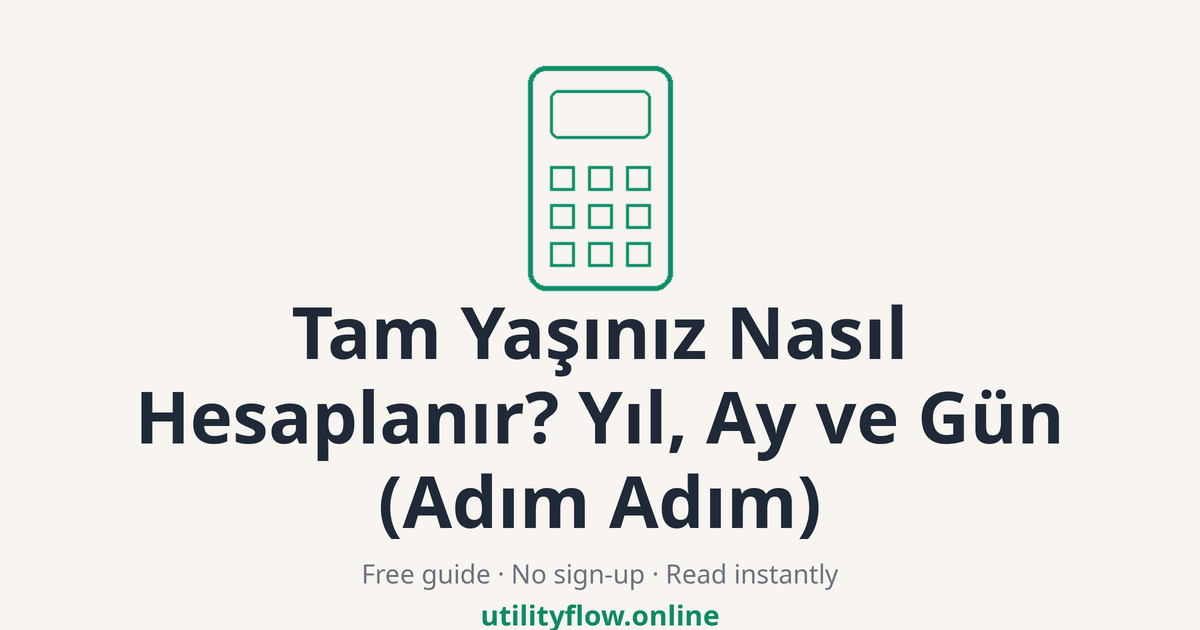 Tam Yaşınız Nasıl
Hesaplanır? Yıl, Ay ve Gün
(Adım Adım)
Free guide · No sign-up · Read instantly
utilityflow.online